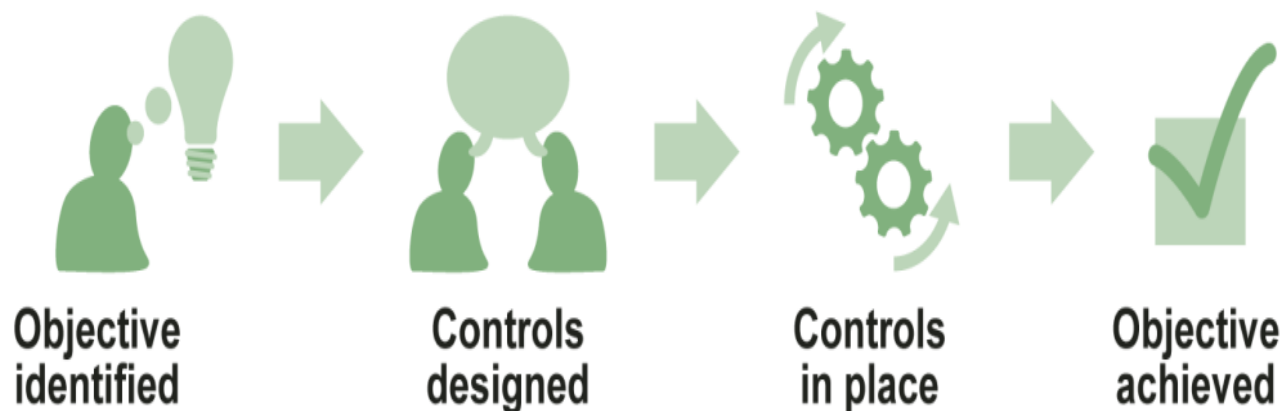 Objective
identified
Controls
designed
Controls
in place
Objective
achieved